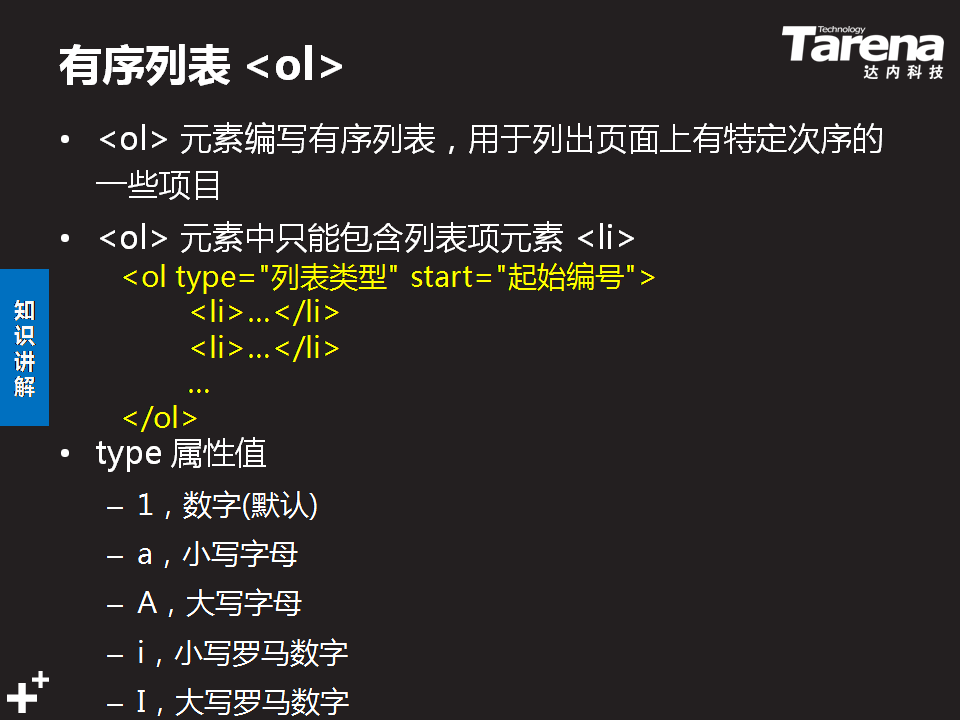 有序列表 <ol>
Technology
Tarena
达内科技
• <ol> 元素编写有序列表，用于列出页面上有特定次序的
一些项目
• <ol> 元素中只能包含列表项元素 <li>
<ol type="列表类型" start="起始编号">
<li>…</li>
<li>…</li>
…
</ol>
知识讲解
• type 属性值
– 1，数字(默认)
– a，小写字母
– A，大写字母
– i，小写罗马数字
– I，大写罗马数字